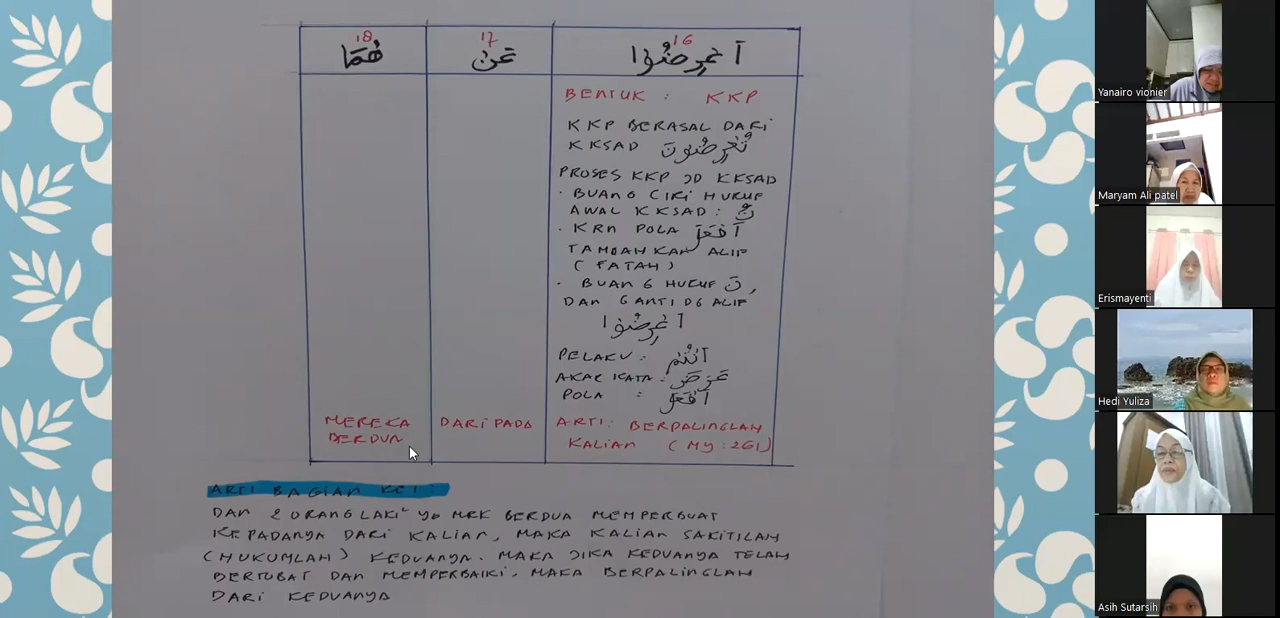 18 17 16
هُمَا عَنْ اَعْرِضُوْا
BENTUK : KKP
KKP BERASAL DARI
KKSAD تُعْرِضُوْنَ
PROSES KKP JD KKSAD
· BUANG CIRI HURUF
AWAL KKSAD : تُ
· KRN POLA اَفْعَلَ
TAMBAHKAN ALIF
(FATAH)
· BUANG HURUF نَ,
DAN GANTI DG ALIF
اَعْرِضُوْا
PELAKU : اَنْتُمْ
AKAR KATA : عَرَضَ
POLA : اَفْعَلَ
ARTI : BERPALINGLAH
KALIAN (MY : 261)
DARIPADA
MEREKA
BERDUA
ARTI BAGIAN KE 1 :
DAN 2 ORANG LAKI² YG MRK BERDUA MEMPERBUAT
KEPADANYA DARI KALIAN, MAKA KALIAN SAKITILAH
(HUKUMLAH) KEDUANYA. MAKA JIKA KEDUANYA TELAH
BERTOBAT DAN MEMPERBAIKI, MAKA BERPALINGLAH
DARI KEDUANYA
Yanairo vionier
Maryam Ali patel
Erismayenti
Hedi Yuliza
Asih Sutarsih